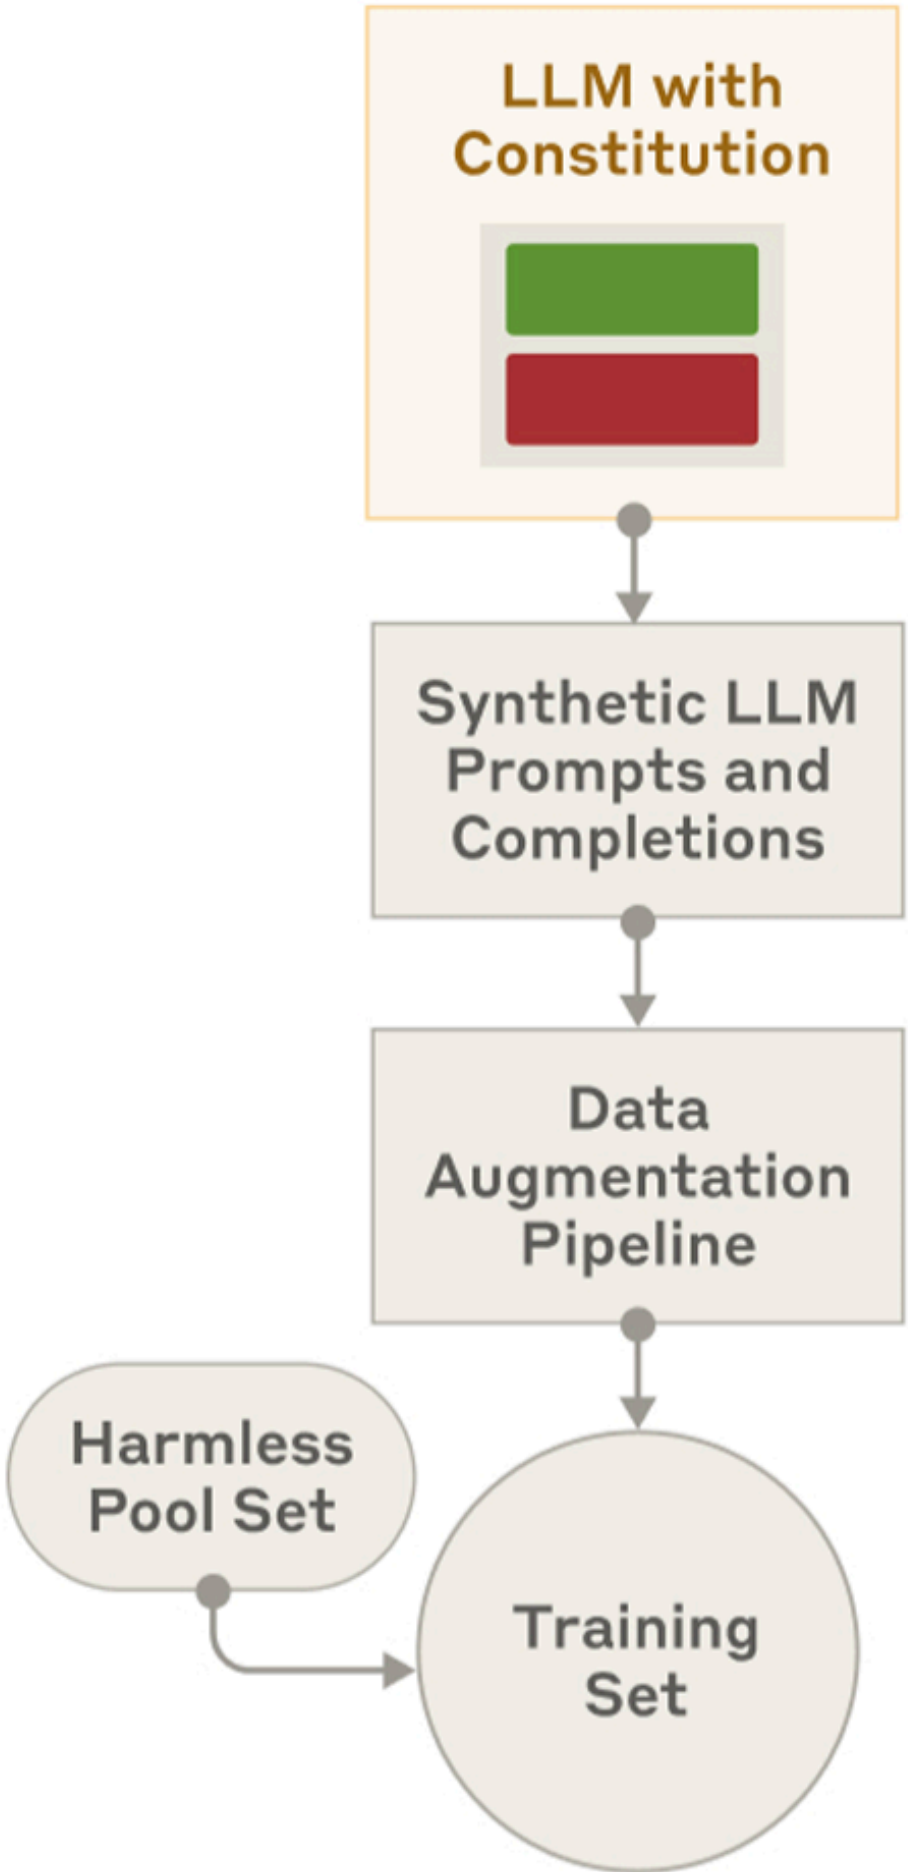 LLM with
Constitution
Synthetic LLM
Prompts and
Completions
Data
Augmentation
Pipeline
Harmless
Pool Set
Training
Set